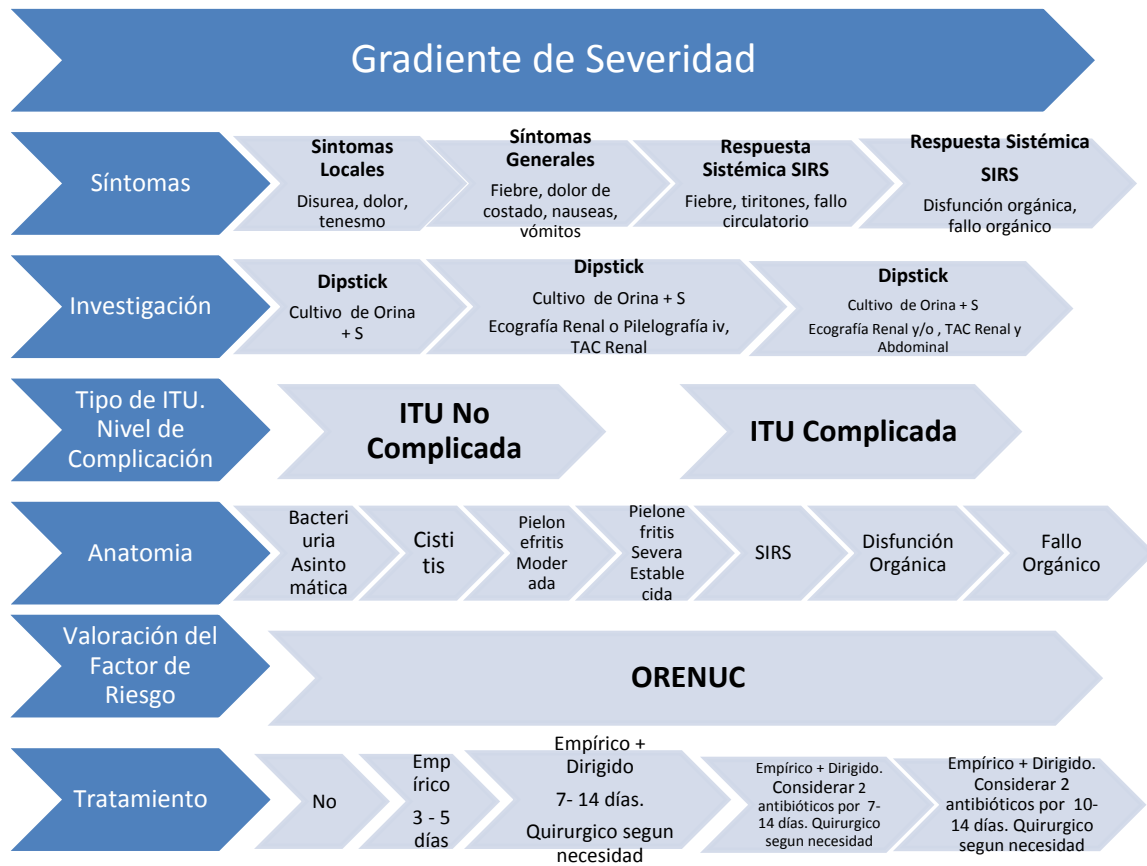 Gradiente de Severidad
Síntomas
Sintomas
Locales
Disurea, dolor,
tenesmo
Síntomas
Generales
Fiebre, dolor de
costado, nauseas,
vómitos
Respuesta
Sistémica SIRS
Fiebre, tiritones, fallo
circulatorio
Respuesta Sistémica
SIRS
Disfunción orgánica,
fallo orgánico
Investigación
Dipstick
Cultivo de Orina
+ S
Dipstick
Cultivo de Orina + S
Ecografía Renal o Pilelografía iv,
TAC Renal
Dipstick
Cultivo de Orina + S
Ecografía Renal y/o , TAC Renal y
Abdominal
Tipo de ITU.
Nivel de
Complicación
ITU No
Complicada
ITU Complicada
Anatomia
Bacteri
uria
Asinto
mática
Cisti
tis
Pielon
efritis
Moder
ada
Pielone
fritis
Severa
Estable
cida
SIRS
Disfunción
Orgánica
Fallo
Orgánico
Valoración del
Factor de
Riesgo
ORENUC
Tratamiento
No
Emp
írico
3 - 5
días
Empírico +
Dirigido
7- 14 días.
Quirurgico segun
necesidad
Empírico + Dirigido.
Considerar 2
antibióticos por 7-
14 días. Quirurgico
segun necesidad
Empírico + Dirigido.
Considerar 2
antibióticos por 10-
14 días. Quirurgico
segun necesidad